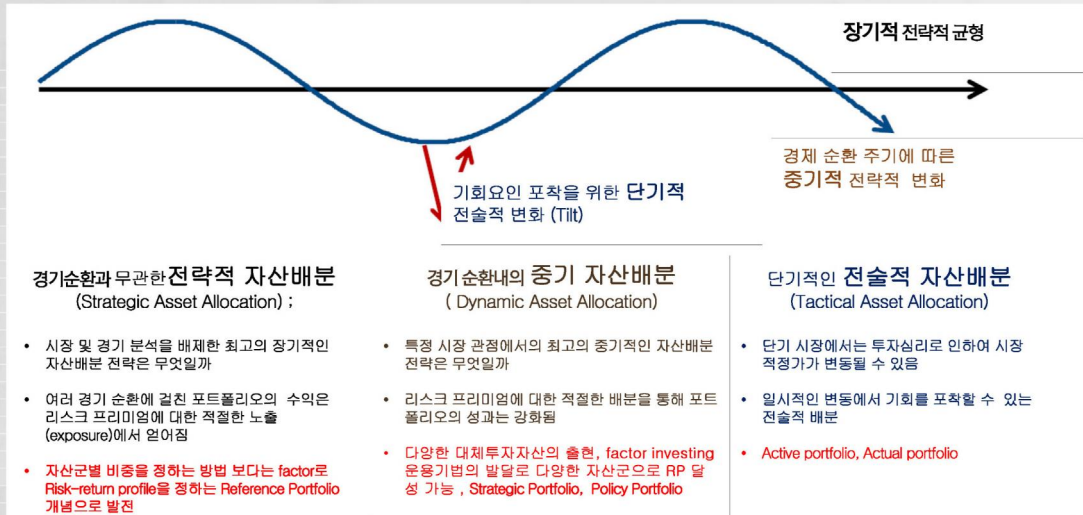 장기적 전략적 균형
경제 순환 주기에 따른
중기적 전략적 변화
기회요인 포착을 위한 단기적
전술적 변화 (Tilt)
경기순환과 무관한 전략적 자산배분
(Strategic Asset Allocation) ;
• 시장 및 경기 분석을 배제한 최고의 장기적인
자산배분 전략은 무엇일까
• 여러 경기 순환에 걸친 포트폴리오의 수익은
리스크 프리미엄에 대한 적절한 노출
(exposure)에서 얻어짐
• 자산군별 비중을 정하는 방법 보다는 factor로
Risk-return profile을 정하는 Reference Portfolio
개념으로 발전
경기 순환내의 중기 자산배분
( Dynamic Asset Allocation)
• 특정 시장 관점에서의 최고의 중기적인 자산배분
전략은 무엇일까
• 리스크 프리미엄에 대한 적절한 배분을 통해 포트
폴리오의 성과는 강화됨
• 다양한 대체투자자산의 출현, factor investing
운용기법의 발달로 다양한 자산군으로 RP 달
성 가능 , Strategic Portfolio, Policy Portfolio
단기적인 전술적 자산배분
(Tactical Asset Allocation)
• 단기 시장에서는 투자심리로 인하여 시장
적정가가 변동될 수 있음
• 일시적인 변동에서 기회를 포착할 수 있는
전술적 배분
• Active portfolio, Actual portfolio